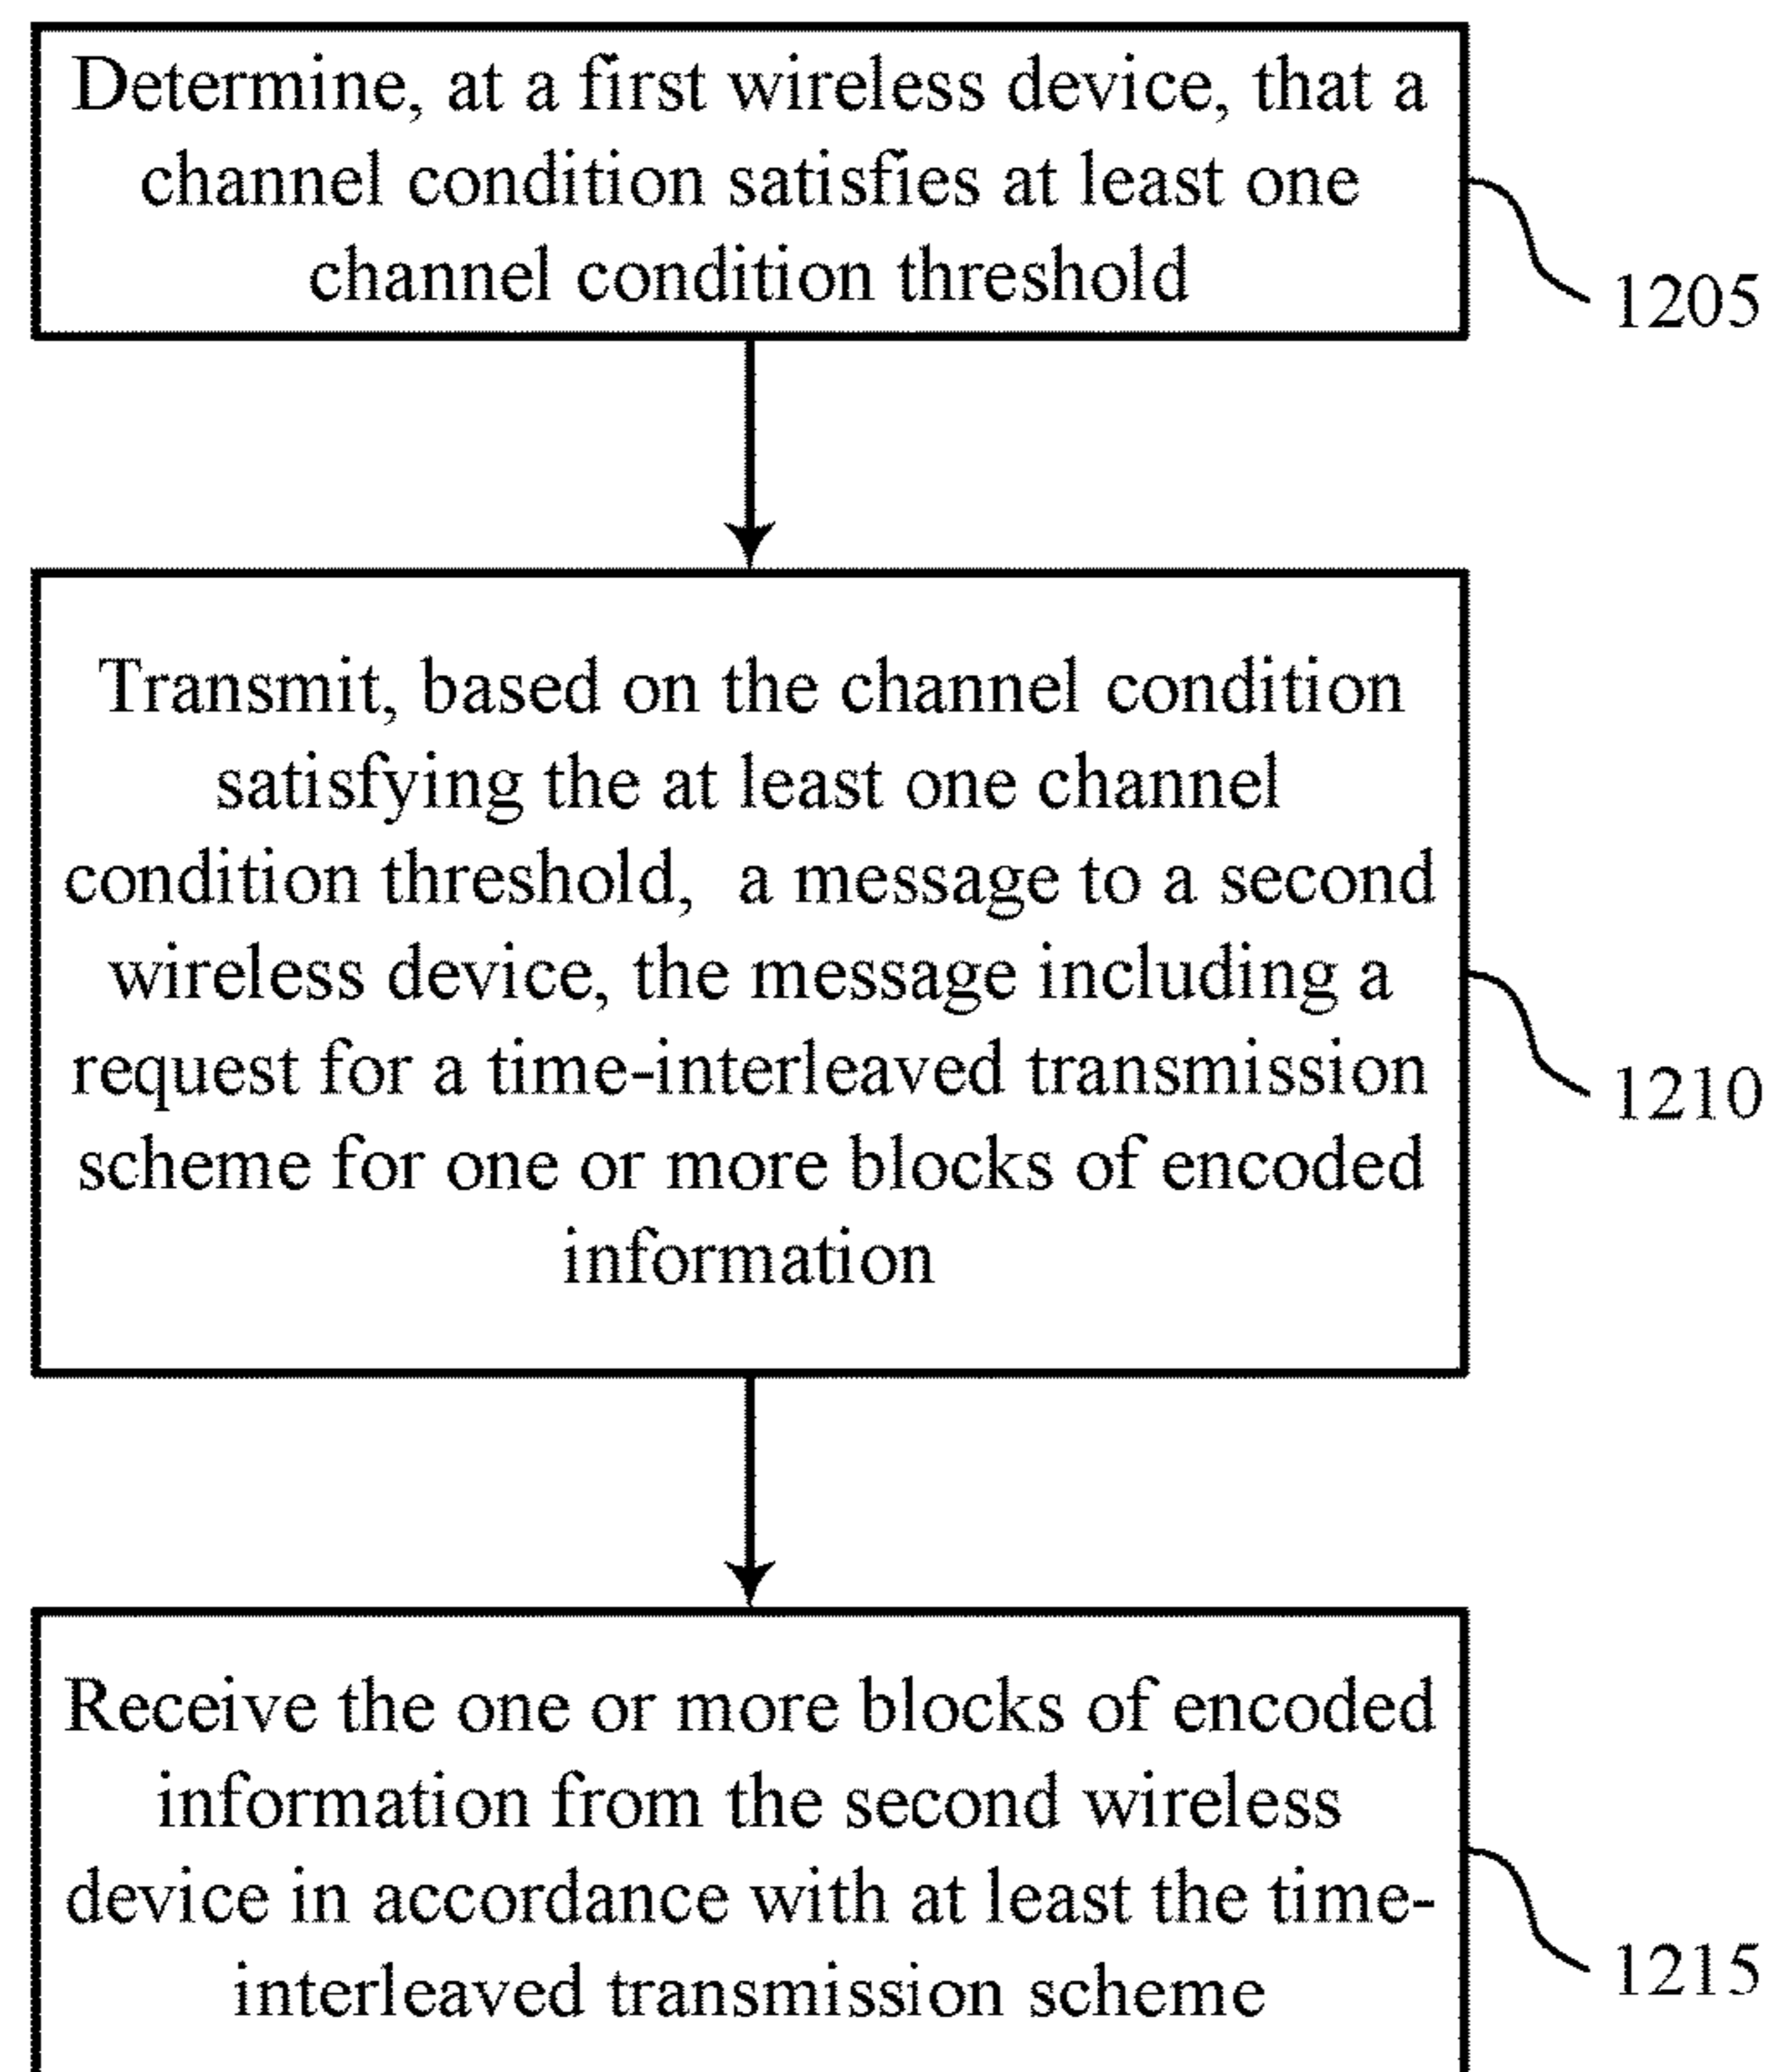 Determine, at a first wireless device, that a
channel condition satisfies at least one
channel condition threshold
1205
Transmit, based on the channel condition
satisfying the at least one channel
condition threshold, a message to a second
wireless device, the message including a
request for a time-interleaved transmission
scheme for one or more blocks of encoded
information
1210
Receive the one or more blocks of encoded
information from the second wireless
device in accordance with at least the time-
interleaved transmission scheme
1215